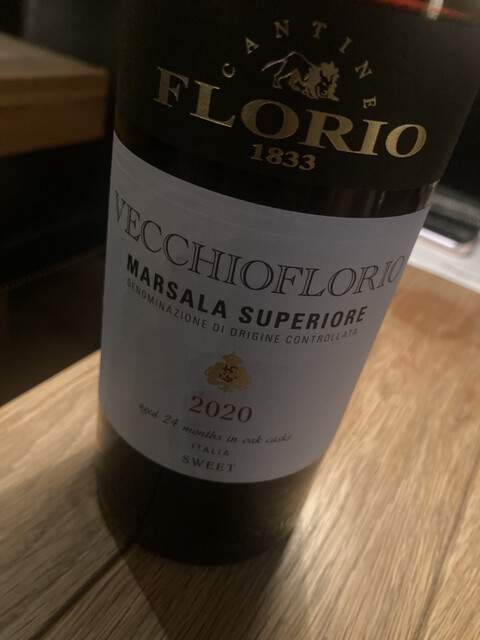 CANTINE
FLORIO
1833
VECCHIOFLORIO
MARSALA SUPERIORE
DENOMINAZIONE DI ORIGINE CONTROLLATA
2020
aged 24 months in oak casks
ITALIA
SWEET